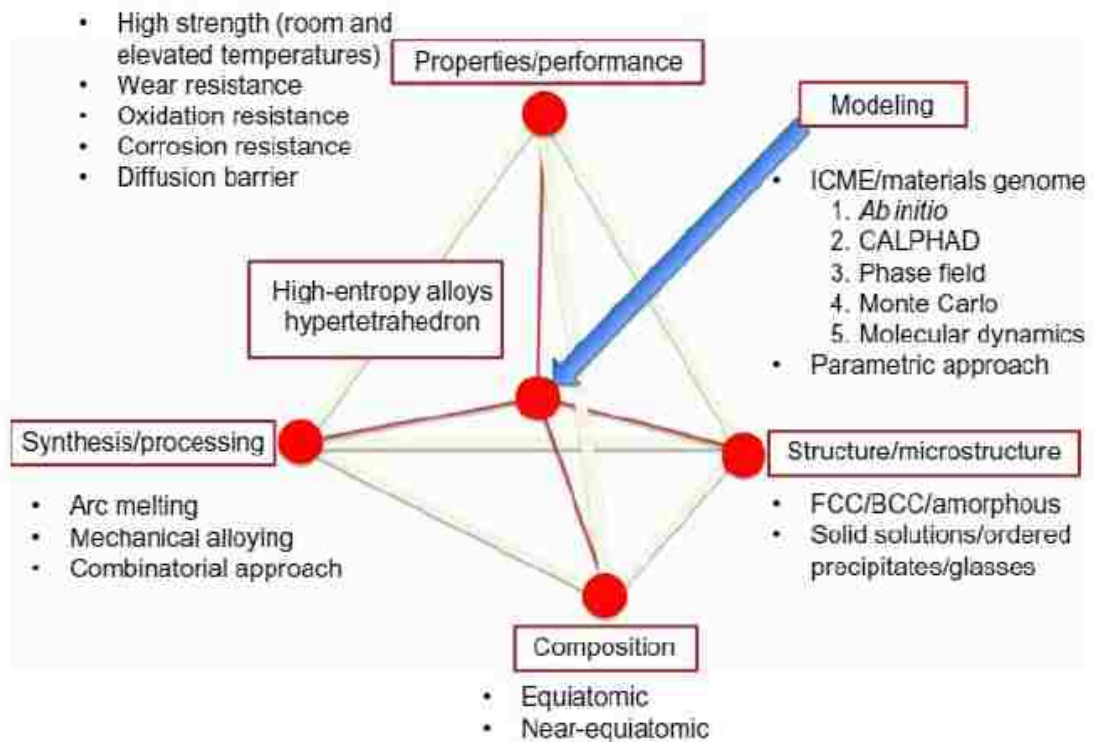 • High strength (room and
elevated temperatures)
• Wear resistance
• Oxidation resistance
• Corrosion resistance
• Diffusion barrier
Properties/performance
Modeling
• ICME/materials genome
1. Ab initio
2. CALPHAD
3. Phase field
4. Monte Carlo
5. Molecular dynamics
• Parametric approach
High-entropy alloys
hypertetrahedron
Synthesis/processing
• Arc melting
• Mechanical alloying
• Combinatorial approach
Structure/microstructure
• FCC/BCC/amorphous
• Solid solutions/ordered
precipitates/glasses
Composition
• Equiatomic
• Near-equiatomic